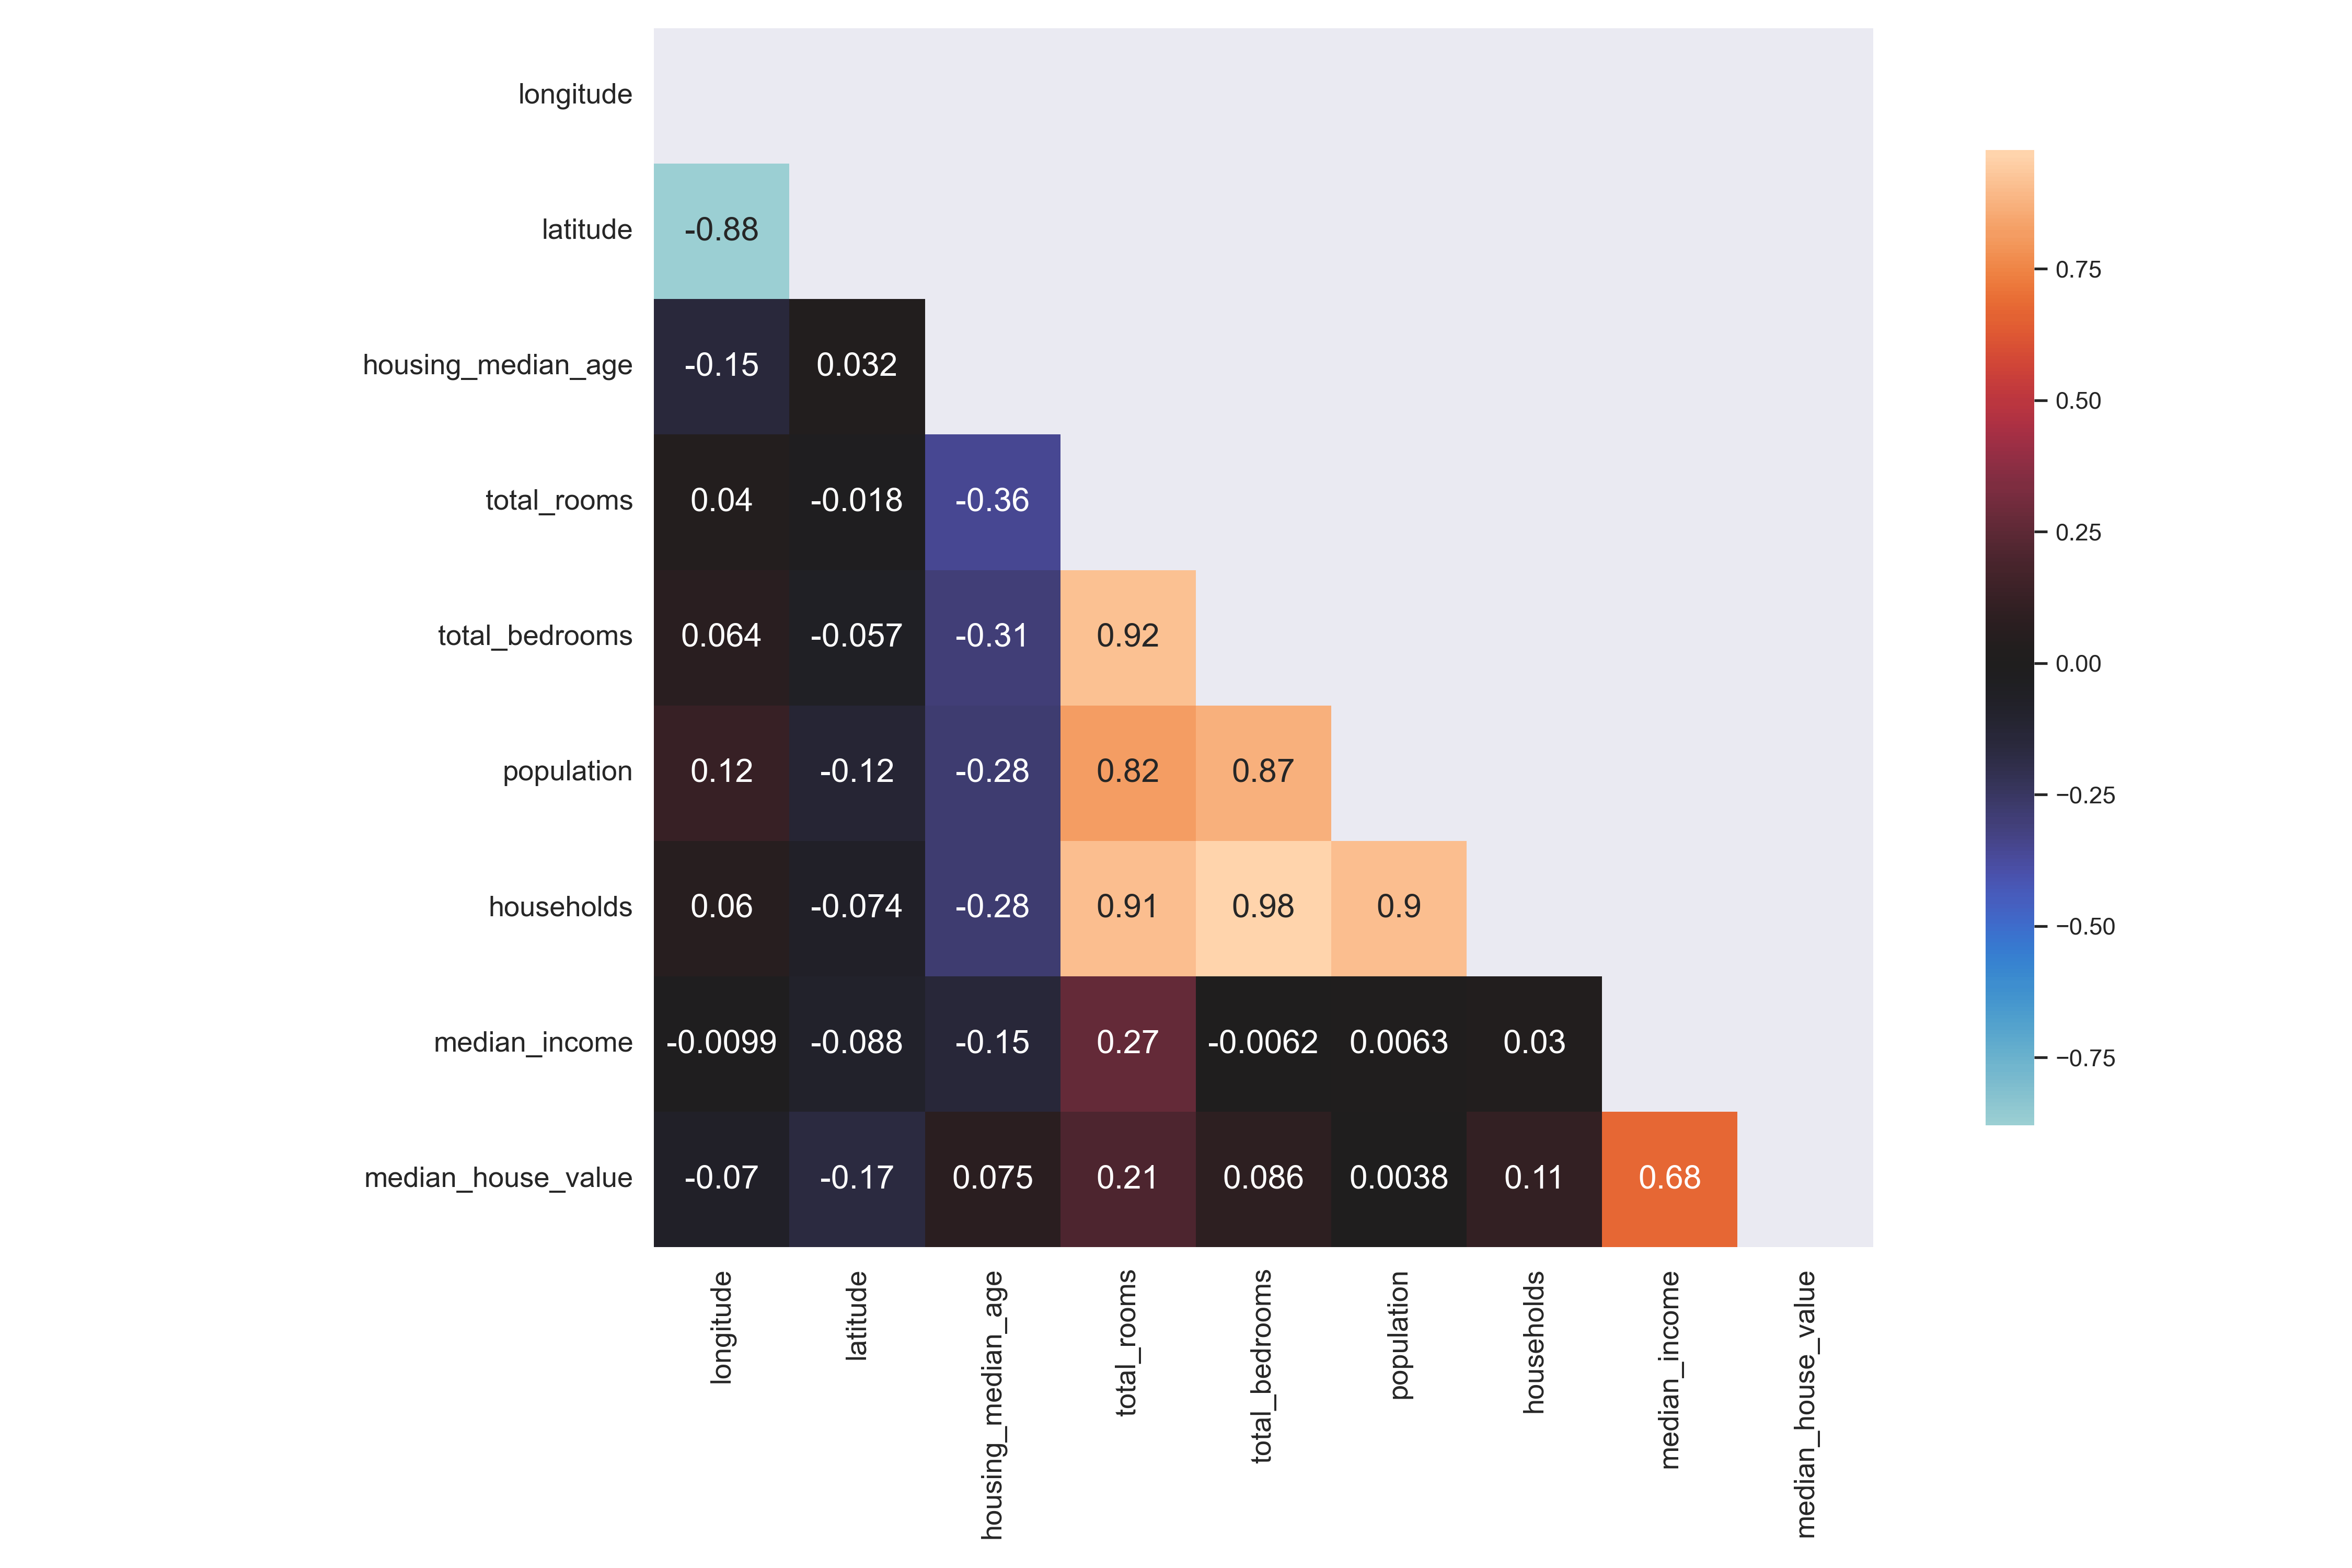 longitude
latitude -0.88
housing_median_age -0.15 0.032
total_rooms 0.04 -0.018 -0.36
total_bedrooms 0.064 -0.057 -0.31 0.92
population 0.12 -0.12 -0.28 0.82 0.87
households 0.06 -0.074 -0.28 0.91 0.98 0.9
median_income -0.0099 -0.088 -0.15 0.27 -0.0062 0.0063 0.03
median_house_value -0.07 -0.17 0.075 0.21 0.086 0.0038 0.11 0.68
longitude
latitude
housing_median_age
total_rooms
total_bedrooms
population
households
median_income
median_house_value
0.75
0.50
0.25
0.00
−0.25
−0.50
−0.75